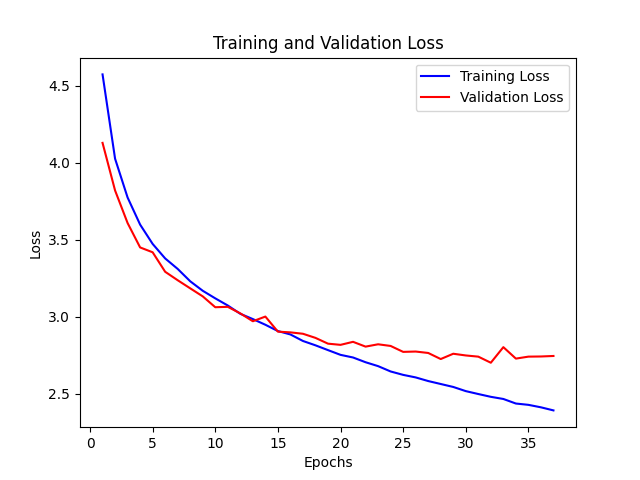 Training and Validation Loss
Training Loss
Validation Loss
4.5
4.0
3.5
3.0
2.5
Loss
0 5 10 15 20 25 30 35
Epochs